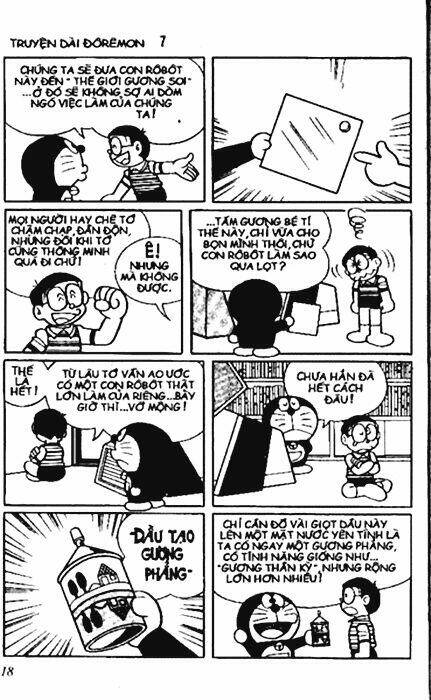 TRUYỆN DÀI ĐÔRÊMON 7
CHÚNG TA SẼ ĐƯA CON RÔBÔT
NÀY ĐẾN "THẾ GIỚI GƯƠNG SOI"
...Ở ĐÓ SẼ KHÔNG SỢ AI DÒM
NGÓ VIỆC LÀM CỦA CHÚNG
TA!
MỌI NGƯỜI HAY CHÊ TỚ
CHẬM CHẠP, ĐẦN ĐỘN,
NHƯNG ĐÔI KHI TỚ
CŨNG THÔNG MINH
QUÁ ĐI CHỨ!
Ê!
NHƯNG
MÀ KHÔNG
ĐƯỢC.
...TẤM GƯƠNG BÉ TÍ
THẾ NÀY, CHỈ VỪA CHO
BỌN MÌNH THÔI, CHỨ
CON RÔBÔT LÀM SAO
QUA LỌT?
THẾ
LÀ
HẾT!
TỪ LÂU TỚ VẪN AO ƯỚC
CÓ MỘT CON RÔBÔT THẬT
LỚN LÀM CỦA RIÊNG...BÂY
GIỜ THÌ...VỠ MỘNG!
CHƯA HẲN ĐÃ
HẾT CÁCH
ĐÂU!
"DẦU TẠO
GƯƠNG
PHẲNG"
CHỈ CẦN ĐỔ VÀI GIỌT DẦU NÀY
LÊN MỘT MẶT NƯỚC YÊN TĨNH LÀ
TA CÓ NGAY MỘT GƯƠNG PHẲNG,
CÓ TÍNH NĂNG GIỐNG NHƯ...
"GƯƠNG THẦN KỲ", NHƯNG RỘNG
LỚN HƠN NHIỀU!
18